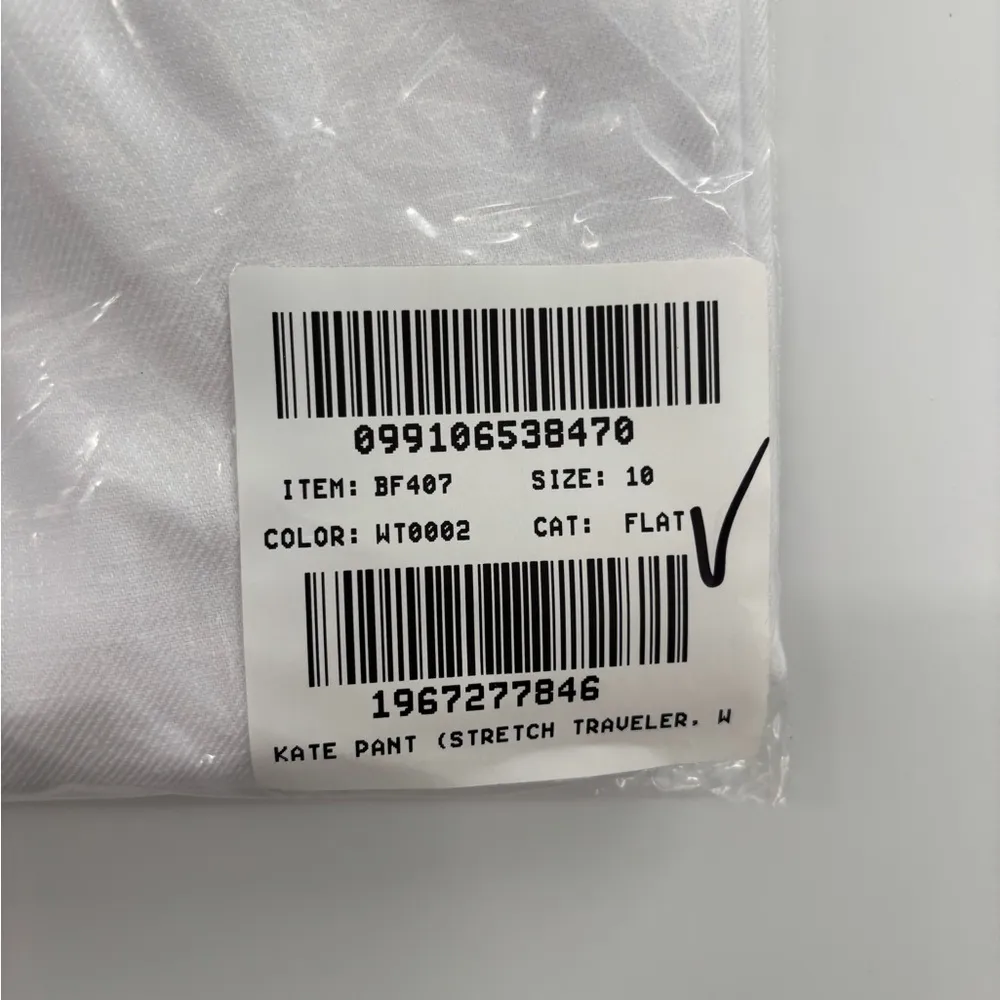 099106538470
ITEM: BF407 SIZE: 10
COLOR: WT0002 CAT: FLAT
1967277846
KATE PANT (STRETCH TRAVELER. W